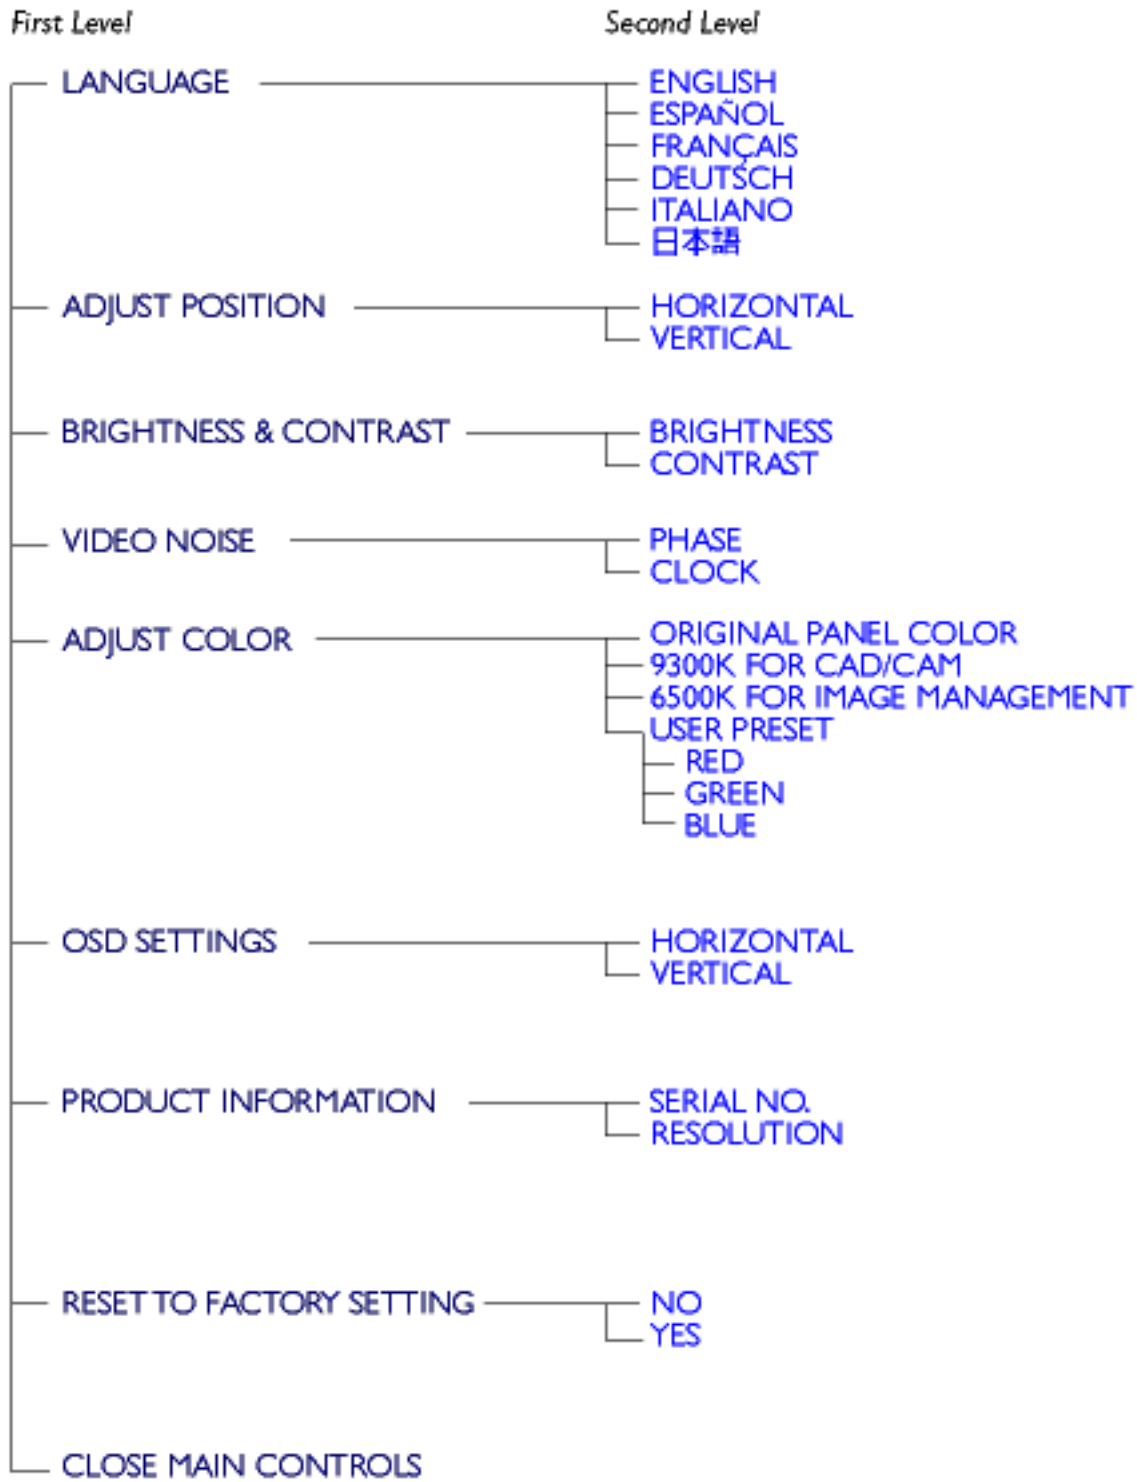 First Level Second Level
LANGUAGE ENGLISH
ESPAÑOL
FRANÇAIS
DEUTSCH
ITALIANO
日本語
ADJUST POSITION HORIZONTAL
VERTICAL
BRIGHTNESS & CONTRAST BRIGHTNESS
CONTRAST
VIDEO NOISE PHASE
CLOCK
ADJUST COLOR ORIGINAL PANEL COLOR
9300K FOR CAD/CAM
6500K FOR IMAGE MANAGEMENT
USER PRESET
RED
GREEN
BLUE
OSD SETTINGS HORIZONTAL
VERTICAL
PRODUCT INFORMATION SERIAL NO.
RESOLUTION
RESET TO FACTORY SETTING NO
YES
CLOSE MAIN CONTROLS